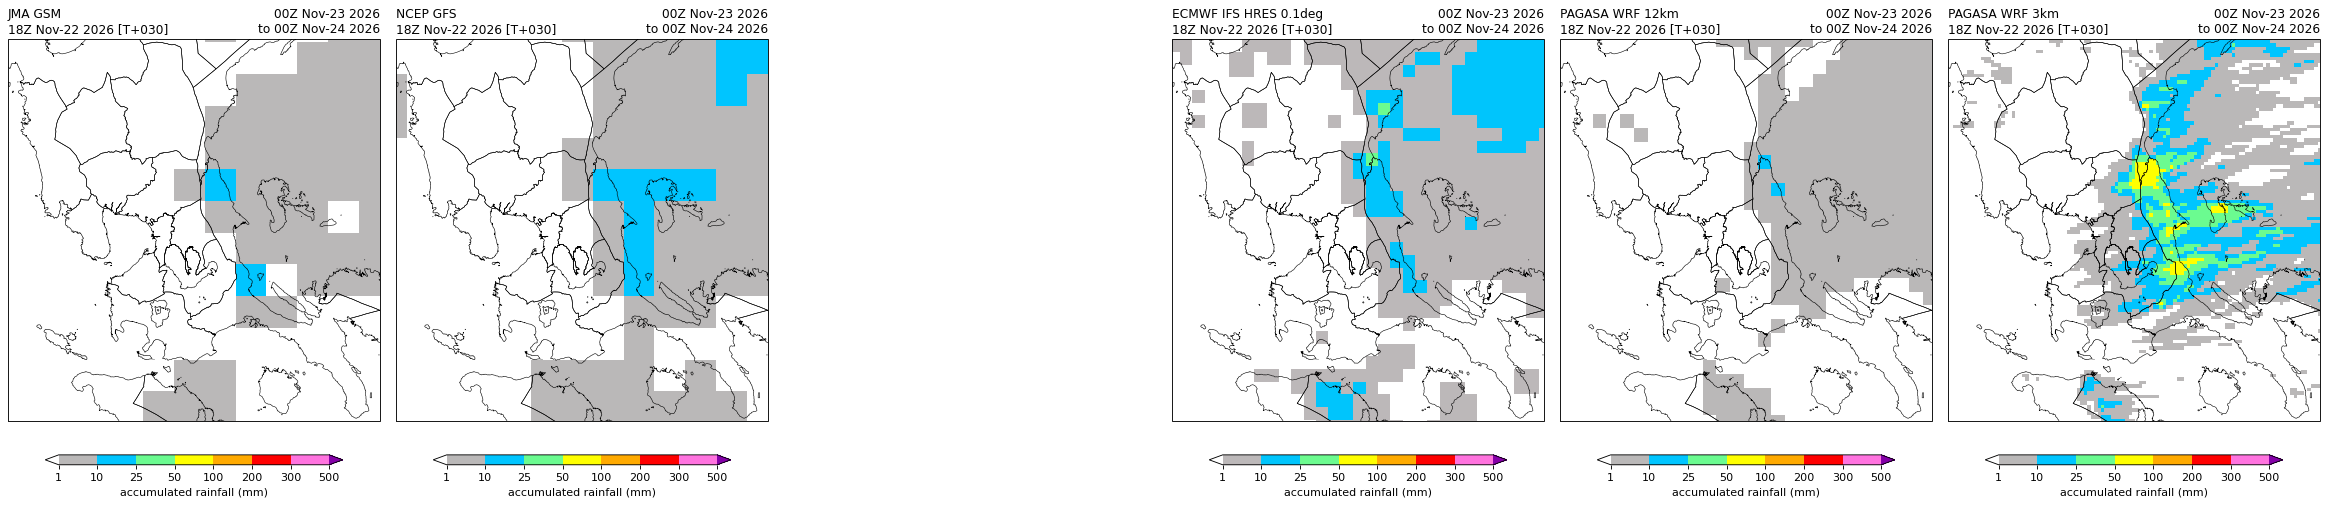 JMA GSM
00Z Nov-23 2026
18Z Nov-22 2026 [T+030]
to 00Z Nov-24 2026
NCEP GFS
00Z Nov-23 2026
18Z Nov-22 2026 [T+030]
to 00Z Nov-24 2026
ECMWF IFS HRES 0.1deg
00Z Nov-23 2026
18Z Nov-22 2026 [T+030]
to 00Z Nov-24 2026
PAGASA WRF 12km
00Z Nov-23 2026
18Z Nov-22 2026 [T+030]
to 00Z Nov-24 2026
PAGASA WRF 3km
00Z Nov-23 2026
18Z Nov-22 2026 [T+030]
to 00Z Nov-24 2026
1 10 25 50 100 200 300 500
accumulated rainfall (mm)
1 10 25 50 100 200 300 500
accumulated rainfall (mm)
1 10 25 50 100 200 300 500
accumulated rainfall (mm)
1 10 25 50 100 200 300 500
accumulated rainfall (mm)
1 10 25 50 100 200 300 500
accumulated rainfall (mm)